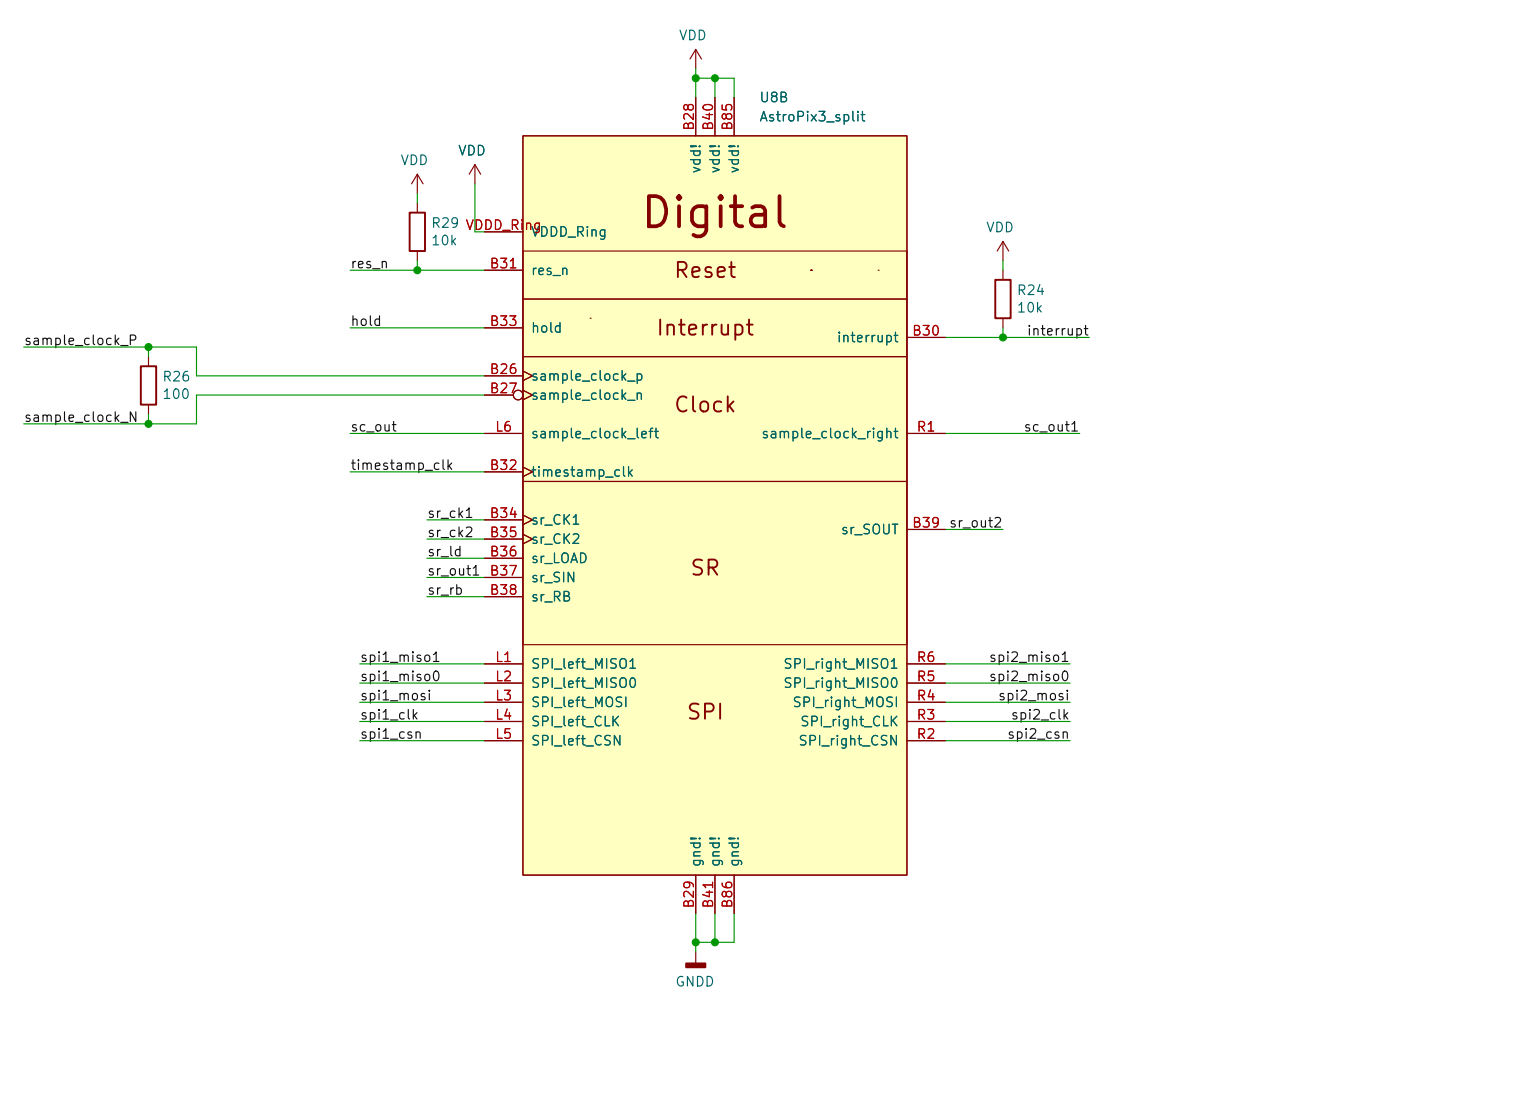 VDD
B28
B40
B85
U8B
AstroPix3_split
vdd!
vdd!
vdd!
VDD
VDD
Digital
R29
10k
VDDD_Ring
VDDD_Ring
VDD
res_n
B31
res_n
Reset
R24
10k
hold
B33
hold
Interrupt
interrupt
B30
interrupt
sample_clock_P
R26
100
sample_clock_N
B26
sample_clock_p
B27
sample_clock_n
Clock
sc_out
L6
sample_clock_left
sample_clock_right
R1
sc_out1
timestamp_clk
B32
timestamp_clk
sr_ck1
B34
sr_CK1
sr_SOUT
B39
sr_out2
sr_ck2
B35
sr_CK2
sr_ld
B36
sr_LOAD
SR
sr_out1
B37
sr_SIN
sr_rb
B38
sr_RB
spi1_miso1
L1
SPI_left_MISO1
SPI_right_MISO1
R6
spi2_miso1
spi1_miso0
L2
SPI_left_MISO0
SPI_right_MISO0
R5
spi2_miso0
spi1_mosi
L3
SPI_left_MOSI
SPI
SPI_right_MOSI
R4
spi2_mosi
spi1_clk
L4
SPI_left_CLK
SPI_right_CLK
R3
spi2_clk
spi1_csn
L5
SPI_left_CSN
SPI_right_CSN
R2
spi2_csn
gnd!
gnd!
gnd!
B29
B41
B86
GNDD